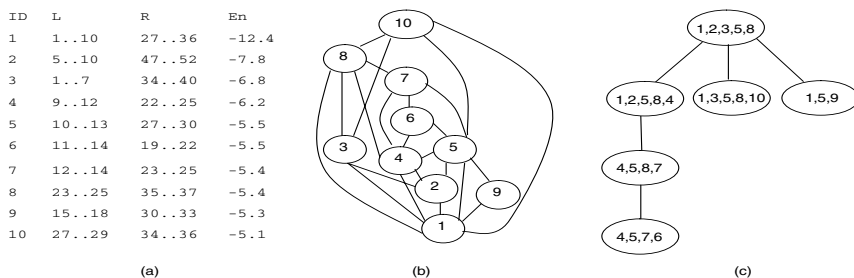 ID L R En
1 1..10 27..36 -12.4
2 5..10 47..52 -7.8
3 1..7 34..40 -6.8
4 9..12 22..25 -6.2
5 10..13 27..30 -5.5
6 11..14 19..22 -5.5
7 12..14 23..25 -5.4
8 23..25 35..37 -5.4
9 15..18 30..33 -5.3
10 27..29 34..36 -5.1
(a)
10
8
7
6
3
4
5
2
9
1
(b)
1,2,3,5,8
1,2,5,8,4
1,3,5,8,10
1,5,9
4,5,8,7
4,5,7,6
(c)